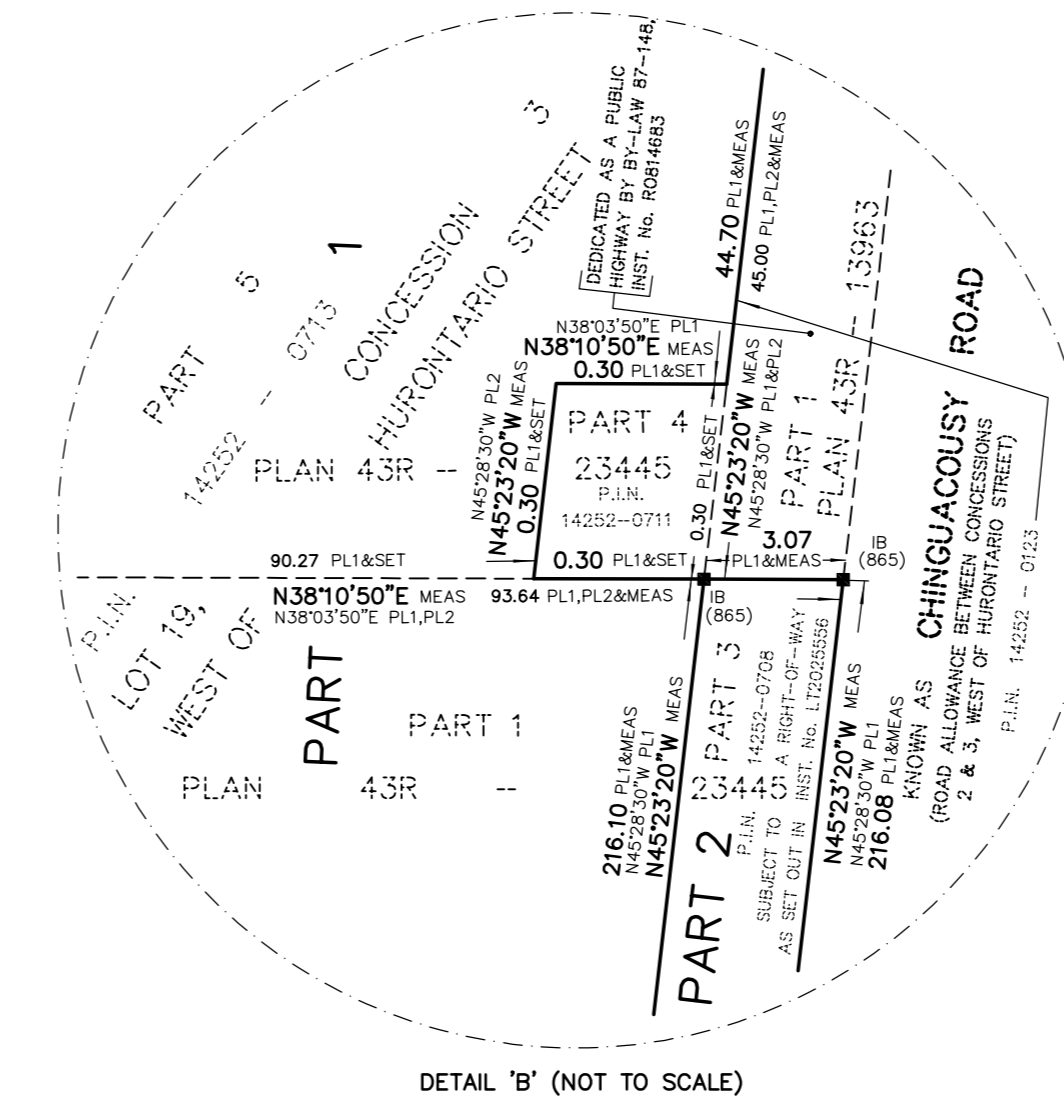 DEDICATED AS A PUBLIC
HIGHWAY BY BY-LAW 87-148,
INST. No. RO814683
3
CONCESSION
HURONTARIO STREET
1
PART 5
14252 -- 0713
PLAN 43R --
44.70 PL1&MEAS
45.00 PL1,PL2&MEAS
N38°03'50"E PL1
N38°10'50"E MEAS
0.30 PL1&SET
N45°28'30"W PL2
N45°23'20"W MEAS
0.30 PL1&SET
PART 4
23445
P.I.N.
14252--0711
0.30 PL1&SET
0.30 PL1&SET
N45°23'20"W MEAS
N45°28'30"W PL1&PL2
PART 1
PLAN 43R -- 13963
3.07
PL1&MEAS
IB
(865)
IB
(865)
90.27 PL1&SET
N38°10'50"E MEAS
N38°03'50"E PL1,PL2
93.64 PL1,PL2&MEAS
P.I.N.
LOT 19,
WEST OF
PART
PART 1
PLAN 43R --
216.10 PL1&MEAS
N45°28'30"W PL1
N45°23'20"W MEAS
PART 2
PART 3
23445
P.I.N. 14252--0708
SUBJECT TO A RIGHT-OF-WAY
AS SET OUT IN INST. No. LT2025556
N45°23'20"W MEAS
N45°28'30"W PL1
216.08 PL1&MEAS
KNOWN AS CHINGUACOUSY ROAD
(ROAD ALLOWANCE BETWEEN CONCESSIONS
2 & 3, WEST OF HURONTARIO STREET)
P.I.N. 14252 -- 0123
DETAIL 'B' (NOT TO SCALE)